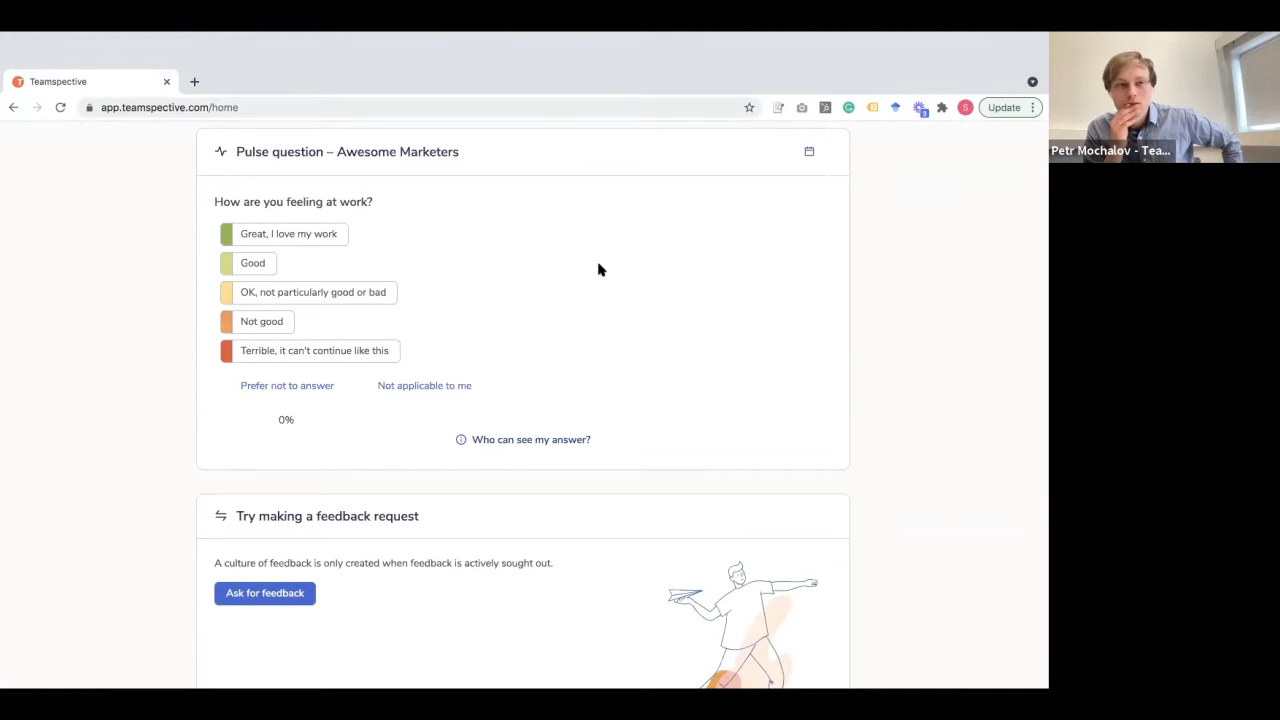 Teamspective
app.teamspective.com/home
Update
Petr Mochalov - Tea...
Pulse question – Awesome Marketers
How are you feeling at work?
Great, I love my work
Good
OK, not particularly good or bad
Not good
Terrible, it can't continue like this
Prefer not to answer
Not applicable to me
0%
Who can see my answer?
Try making a feedback request
A culture of feedback is only created when feedback is actively sought out.
Ask for feedback